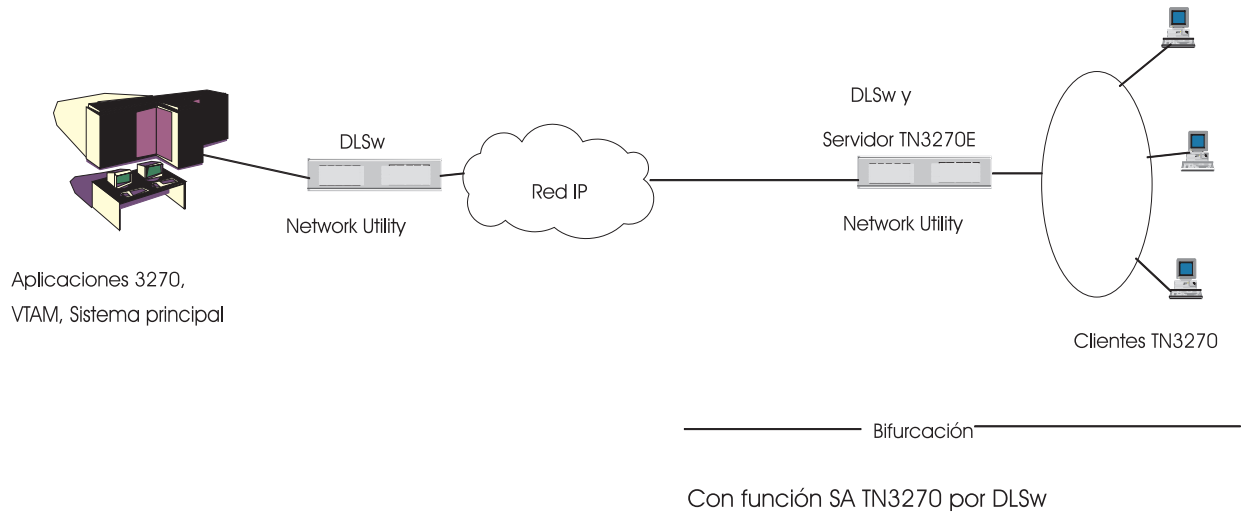 DLSw
Network Utility
Red IP
DLSw y
Servidor TN3270E
Network Utility
Aplicaciones 3270,
VTAM, Sistema principal
Clientes TN3270
Bifurcación
Con función SA TN3270 por DLSw